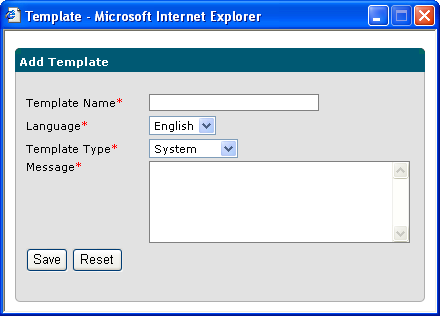 Template - Microsoft Internet Explorer
Add Template
Template Name*
Language* English
Template Type* System
Message*
Save Reset